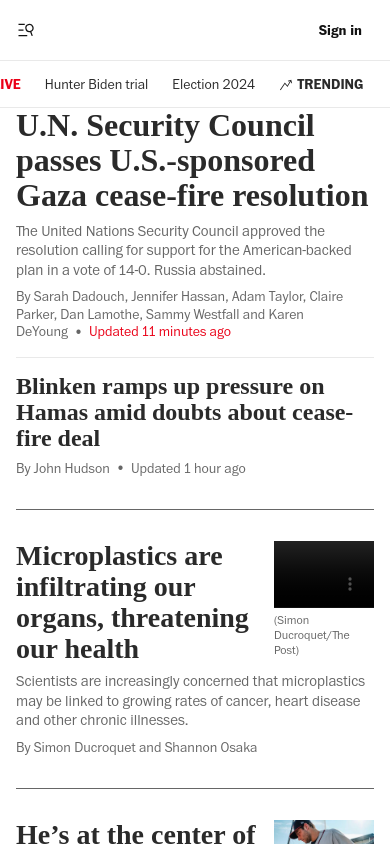 Sign in
IVE
Hunter Biden trial
Election 2024
TRENDING
U.N. Security Council
passes U.S.-sponsored
Gaza cease-fire resolution
The United Nations Security Council approved the
resolution calling for support for the American-backed
plan in a vote of 14-0. Russia abstained.
By Sarah Dadouch, Jennifer Hassan, Adam Taylor, Claire
Parker, Dan Lamothe, Sammy Westfall and Karen
DeYoung • Updated 11 minutes ago
Blinken ramps up pressure on
Hamas amid doubts about cease-
fire deal
By John Hudson • Updated 1 hour ago
Microplastics are
infiltrating our
organs, threatening
our health
(Simon
Ducroquet/The
Post)
Scientists are increasingly concerned that microplastics
may be linked to growing rates of cancer, heart disease
and other chronic illnesses.
By Simon Ducroquet and Shannon Osaka
He’s at the center of